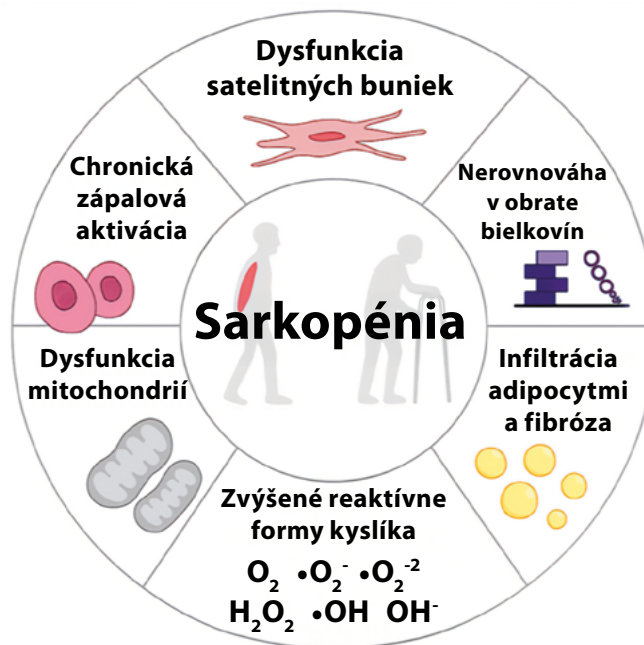 Dysfunkcia
satelitných buniek
Nerovnováha
v obrate
bielkovín
Infiltrácia
adipocytmi
a fibróza
Zvýšené reaktívne
formy kyslíka
O₂ •O₂⁻ •O₂⁻²
H₂O₂ •OH OH⁻
Dysfunkcia
mitochondrií
Chronická
zápalová
aktivácia
Sarkopénia